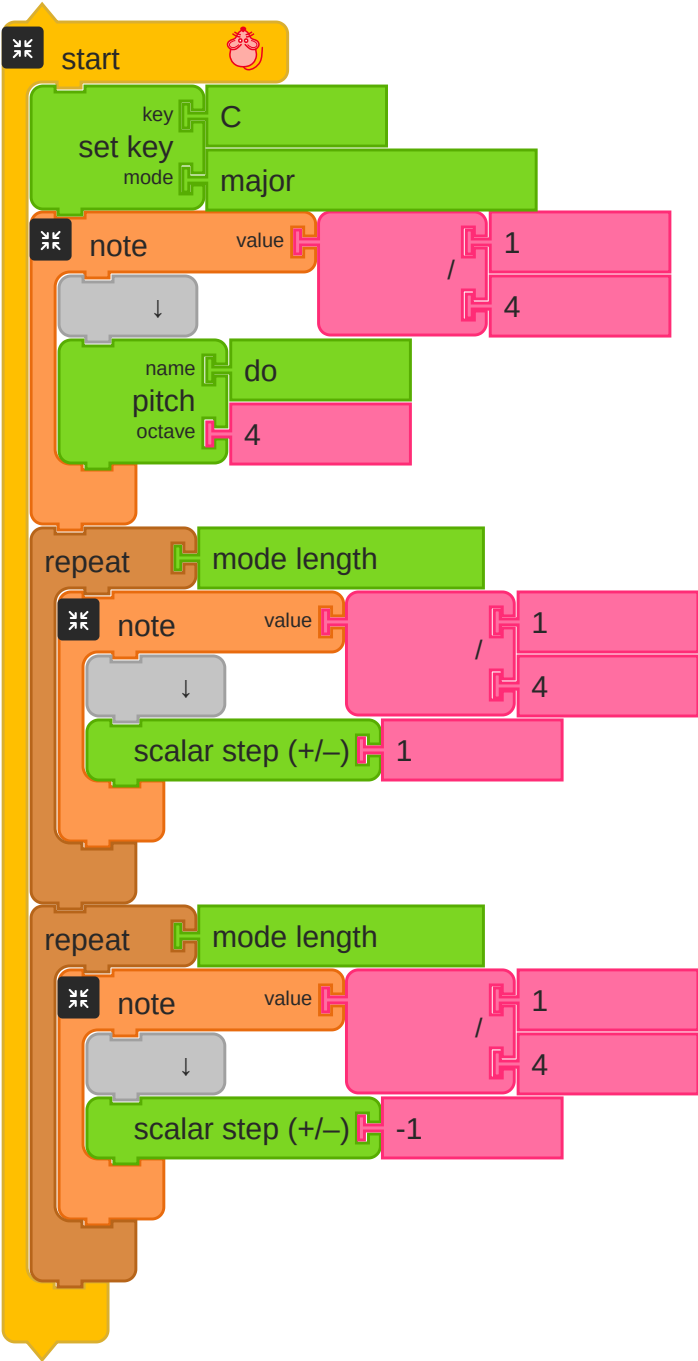 start
key C
set key
mode major
note value 1
/
4
↓
name do
pitch
octave 4
repeat mode length
note value 1
/
4
↓
scalar step (+/–) 1
repeat mode length
note value 1
/
4
↓
scalar step (+/–) -1